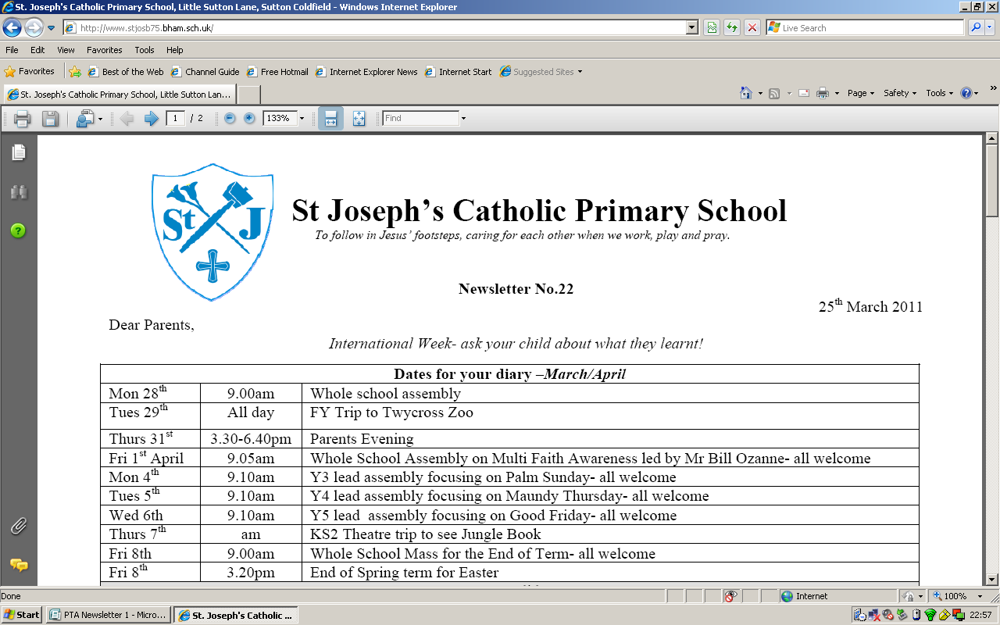 St. Joseph's Catholic Primary School, Little Sutton Lane, Sutton Coldfield - Windows Internet Explorer
http://www.stjosb75.bham.sch.uk/
Live Search
File Edit View Favorites Tools Help
Favorites Best of the Web Channel Guide Free Hotmail Internet Explorer News Internet Start Suggested Sites
St. Joseph's Catholic Primary School, Little Sutton Lan... Page Safety Tools
1 / 2 133% Find
St J
St Joseph's Catholic Primary School
To follow in Jesus' footsteps, caring for each other when we work, play and pray.
Newsletter No.22
25th March 2011
Dear Parents,
International Week- ask your child about what they learnt!
Dates for your diary –March/April
Mon 28th 9.00am Whole school assembly
Tues 29th All day FY Trip to Twycross Zoo
Thurs 31st 3.30-6.40pm Parents Evening
Fri 1st April 9.05am Whole School Assembly on Multi Faith Awareness led by Mr Bill Ozanne- all welcome
Mon 4th 9.10am Y3 lead assembly focusing on Palm Sunday- all welcome
Tues 5th 9.10am Y4 lead assembly focusing on Maundy Thursday- all welcome
Wed 6th 9.10am Y5 lead assembly focusing on Good Friday- all welcome
Thurs 7th am KS2 Theatre trip to see Jungle Book
Fri 8th 9.00am Whole School Mass for the End of Term- all welcome
Fri 8th 3.20pm End of Spring term for Easter
Done Internet 100%
Start PTA Newsletter 1 - Micro... St. Joseph's Catholic ... 22:57